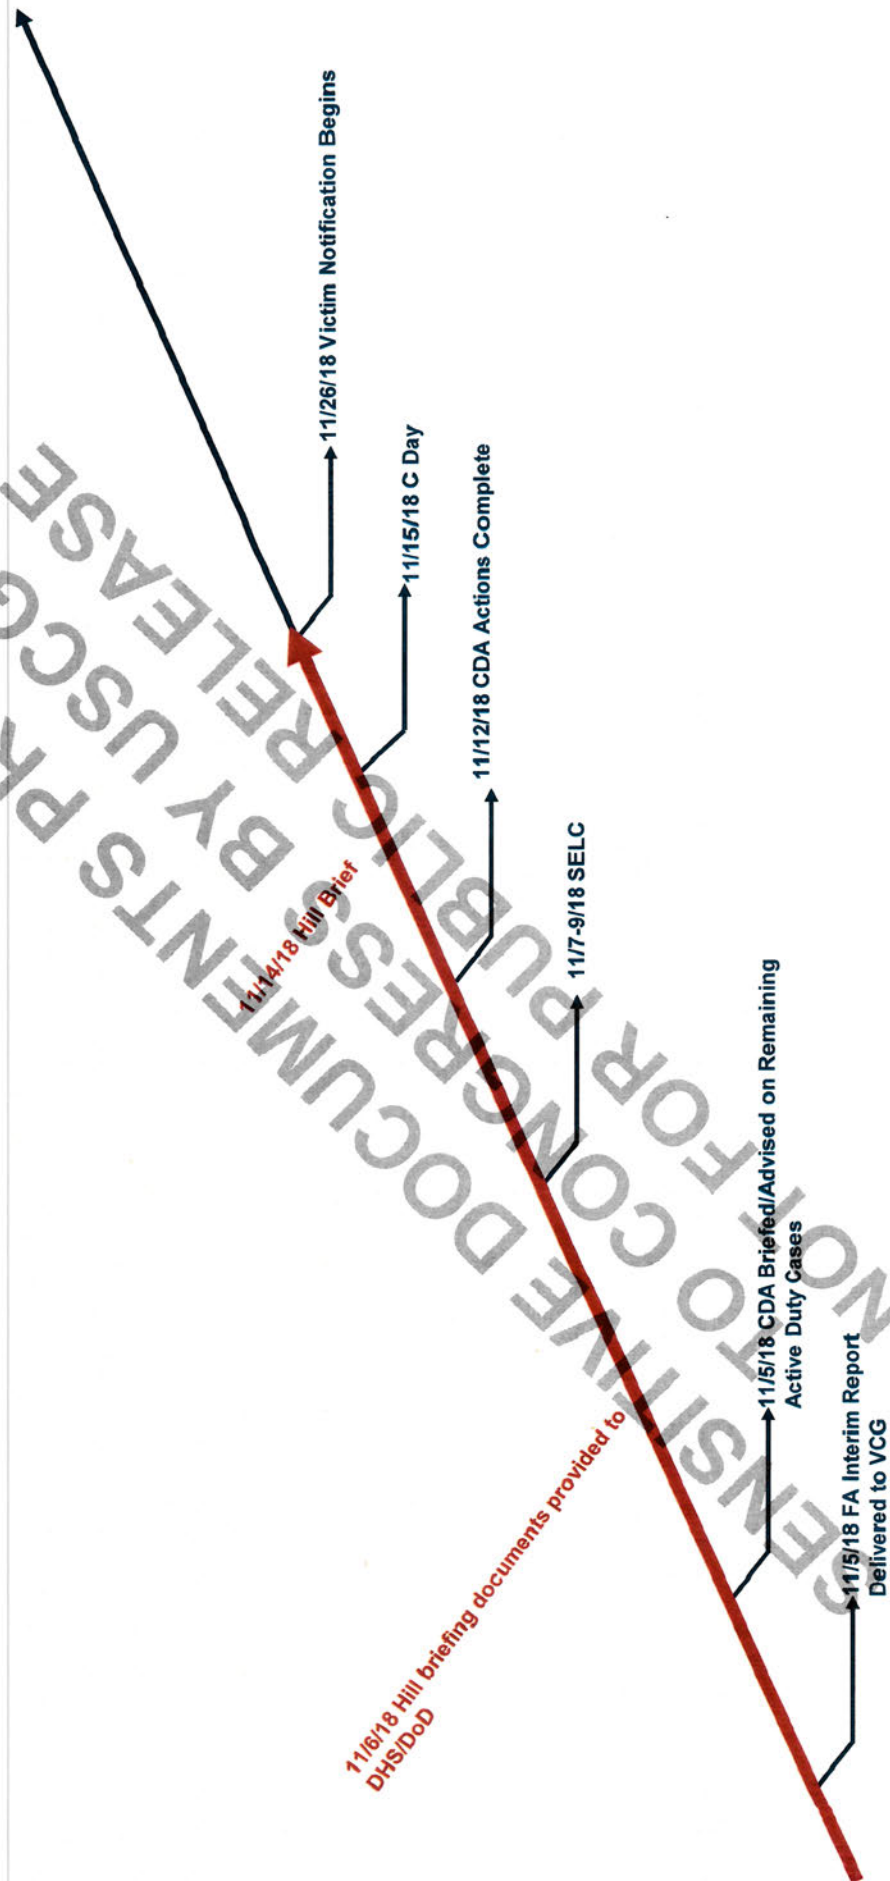 11/26/18 Victim Notification Begins
11/15/18 C Day
11/14/18 Hill Brief
11/12/18 CDA Actions Complete
11/7-9/18 SELC
11/6/18 Hill briefing documents provided to
DHS/DoD
11/5/18 CDA Briefed/Advised on Remaining
Active Duty Cases
11/5/18 FA Interim Report
Delivered to VCG
SENSITIVE DOCUMENTS
TO CONGRESS BY USCG
NOT FOR PUBLIC RELEASE